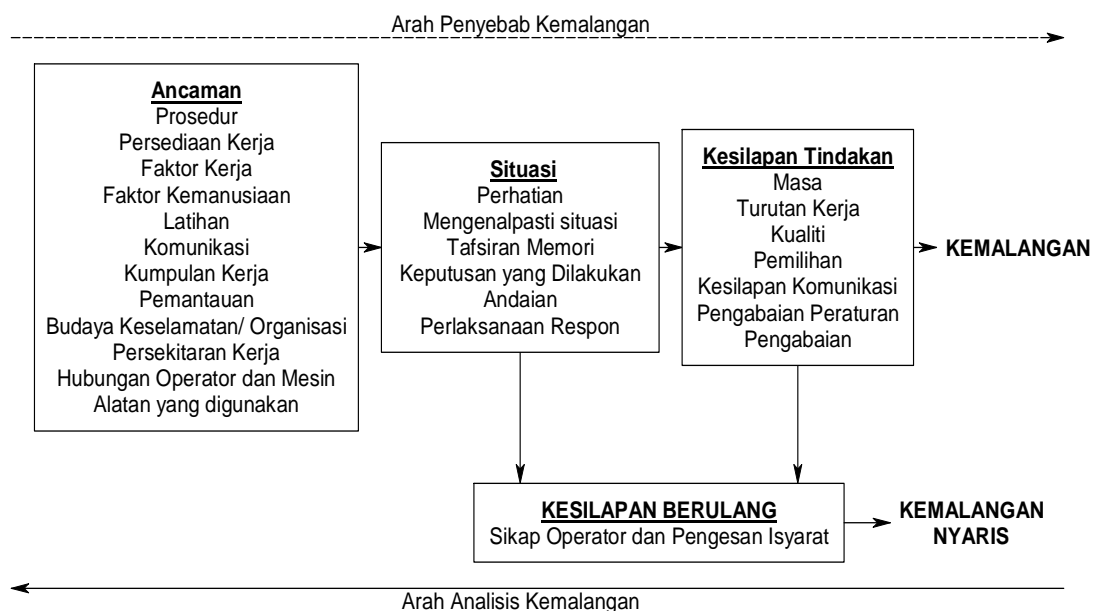 Arah Penyebab Kemalangan
Ancaman
Prosedur
Persediaan Kerja
Faktor Kerja
Faktor Kemanusiaan
Latihan
Komunikasi
Kumpulan Kerja
Pemantauan
Budaya Keselamatan/ Organisasi
Persekitaran Kerja
Hubungan Operator dan Mesin
Alatan yang digunakan
Situasi
Perhatian
Mengenalpasti situasi
Tafsiran Memori
Keputusan yang Dilakukan
Andaian
Perlaksanaan Respon
Kesilapan Tindakan
Masa
Turutan Kerja
Kualiti
Pemilihan
Kesilapan Komunikasi
Pengabaian Peraturan
Pengabaian
KEMALANGAN
KESILAPAN BERULANG
Sikap Operator dan Pengesan Isyarat
KEMALANGAN
NYARIS
Arah Analisis Kemalangan